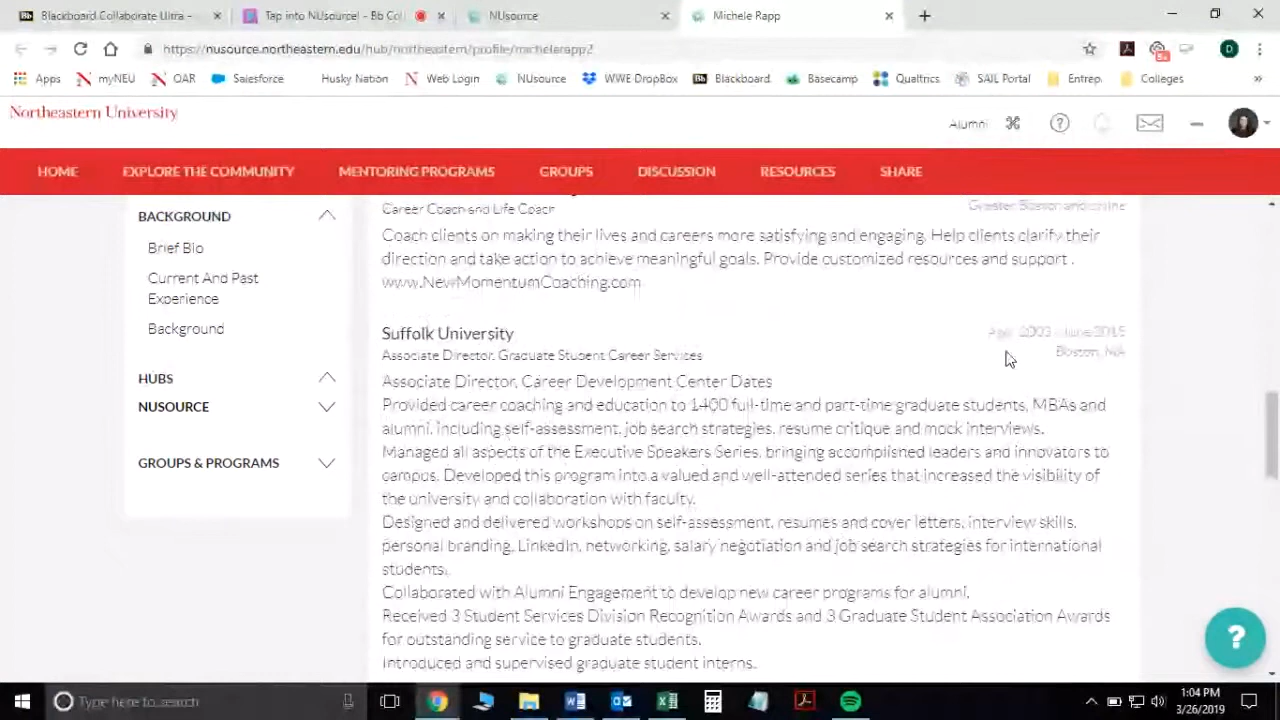 Blackboard Collaborate Ultra -
Tap into NUsource! - Bb Col
NUsource
Michele Rapp
https://nusource.northeastern.edu/hub/northeastern/profile/michelerapp2
D
Apps
myNEU
OAR
Salesforce
Husky Nation
Web Login
NUsource
WWE DropBox
Bb
Blackboard
Basecamp
Qualtrics
SAIL Portal
Entrep.
Colleges
»
Northeastern University
Alumni
HOME
EXPLORE THE COMMUNITY
MENTORING PROGRAMS
GROUPS
DISCUSSION
RESOURCES
SHARE
BACKGROUND
Brief Bio
Current And Past
Experience
Background
HUBS
NUSOURCE
GROUPS & PROGRAMS
Career Coach and Life Coach
Greater Boston and online
Coach clients on making their lives and careers more satisfying and engaging. Help clients clarify their
direction and take action to achieve meaningful goals. Provide customized resources and support .
www.NewMomentumCoaching.com
Suffolk University
2003 - June 2015
Associate Director, Graduate Student Career Services
Boston, MA
Associate Director, Career Development Center Dates
Provided career coaching and education to 1400 full-time and part-time graduate students, MBAs and
alumni, including self-assessment, job search strategies, resume critique and mock interviews.
Managed all aspects of the Executive Speakers Series, bringing accomplished leaders and innovators to
campus. Developed this program into a valued and well-attended series that increased the visibility of
the university and collaboration with faculty.
Designed and delivered workshops on self-assessment, resumes and cover letters, interview skills,
personal branding, LinkedIn, networking, salary negotiation and job search strategies for international
students.
Collaborated with Alumni Engagement to develop new career programs for alumni.
Received 3 Student Services Division Recognition Awards and 3 Graduate Student Association Awards
for outstanding service to graduate students.
Introduced and supervised graduate student interns.
?
Type here to search
1:04 PM
3/26/2019